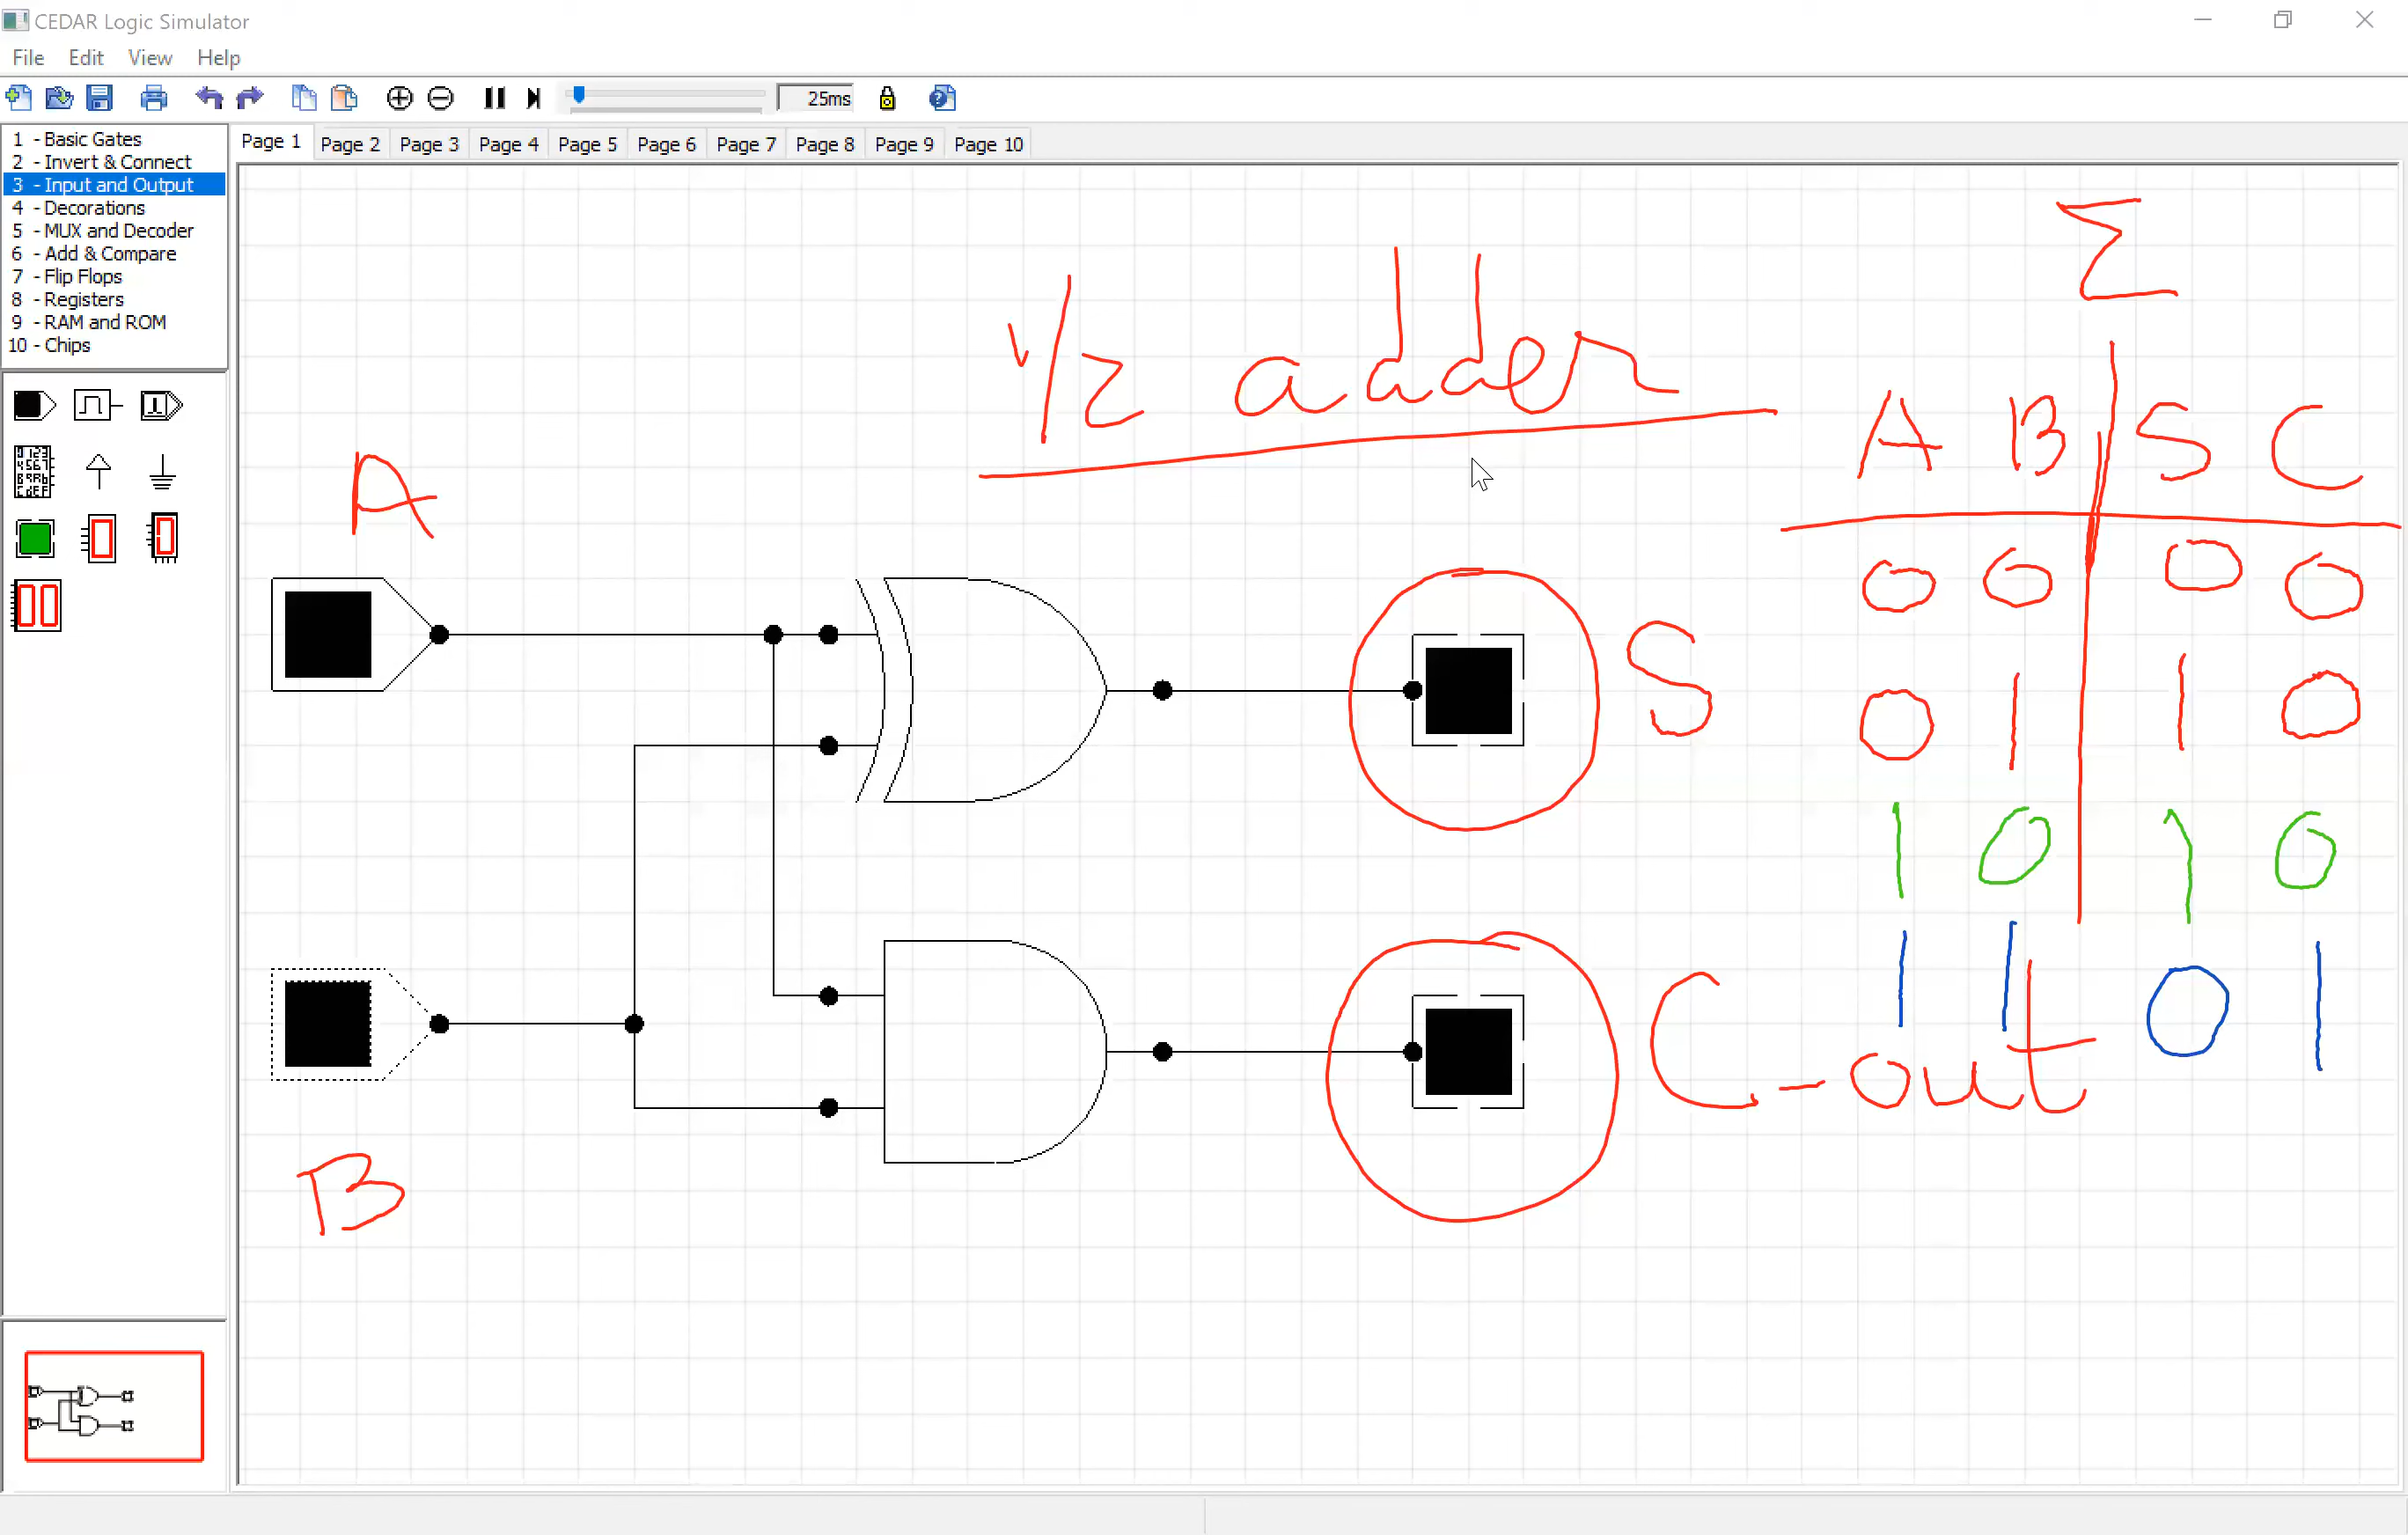 CEDAR Logic Simulator
File Edit View Help
25ms
1 - Basic Gates
2 - Invert & Connect
3 - Input and Output
4 - Decorations
5 - MUX and Decoder
6 - Add & Compare
7 - Flip Flops
8 - Registers
9 - RAM and ROM
10 - Chips
Page 1 Page 2 Page 3 Page 4 Page 5 Page 6 Page 7 Page 8 Page 9 Page 10
Σ
1/2 adder
A B S C
0 0 0 0
0 1 1 0
1 0 1 0
1 1 0 1
A
S
C-out
B